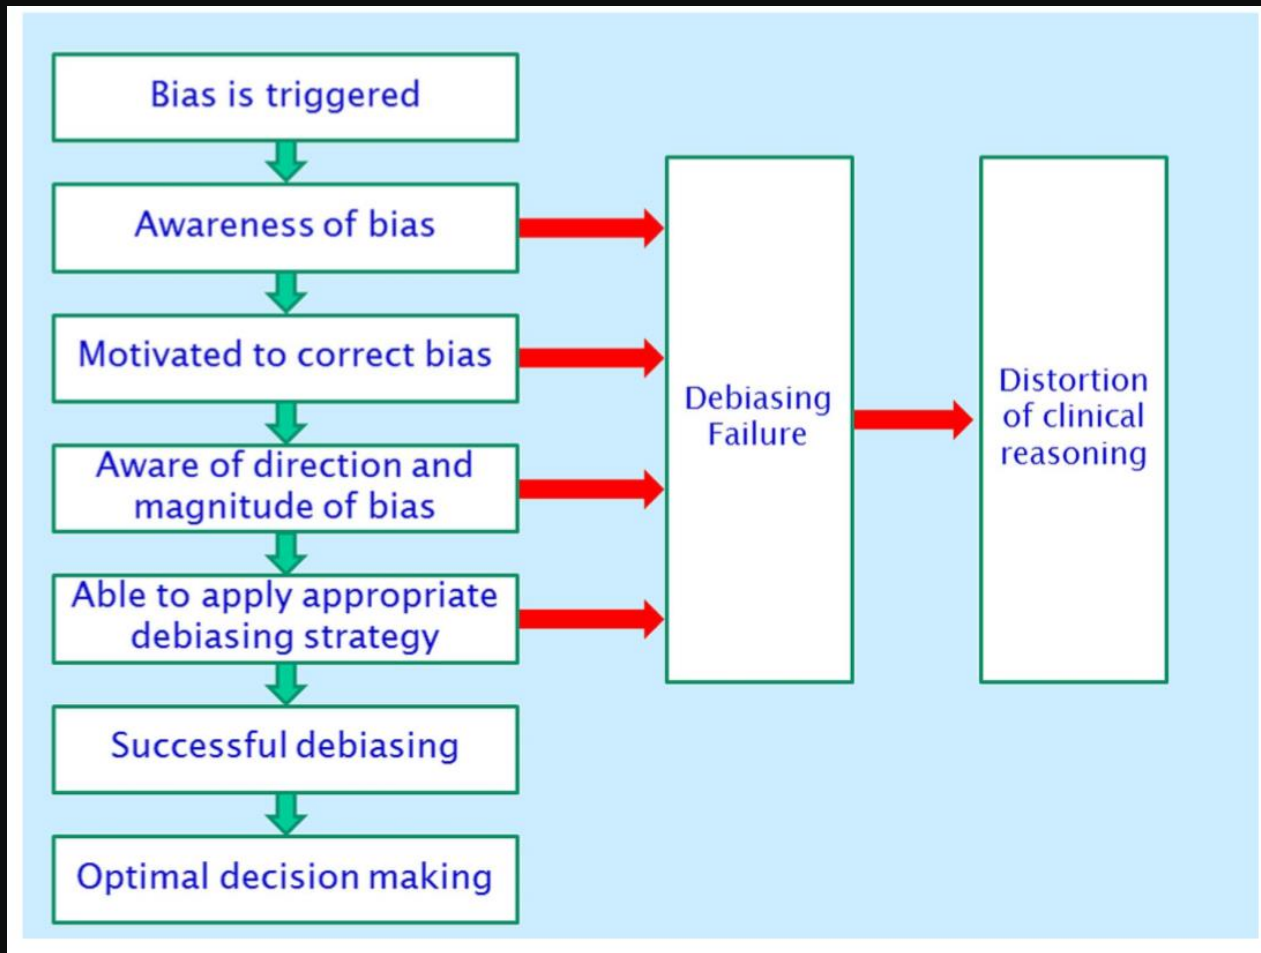 Bias is triggered
Awareness of bias
Motivated to correct bias
Aware of direction and
magnitude of bias
Able to apply appropriate
debiasing strategy
Successful debiasing
Optimal decision making
Debiasing
Failure
Distortion
of clinical
reasoning